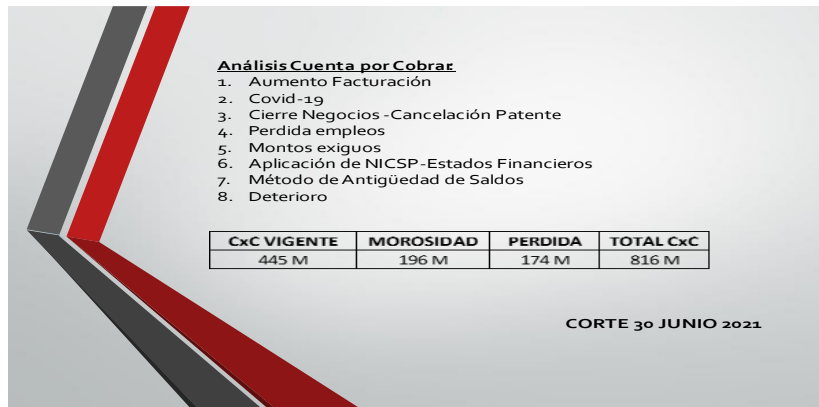 Análisis Cuenta por Cobrar:
1. Aumento Facturación
2. Covid-19
3. Cierre Negocios -Cancelación Patente
4. Perdida empleos
5. Montos exiguos
6. Aplicación de NICSP-Estados Financieros
7. Método de Antigüedad de Saldos
8. Deterioro
CxC VIGENTE MOROSIDAD PERDIDA TOTAL CxC
445 M 196 M 174 M 816 M
CORTE 30 JUNIO 2021